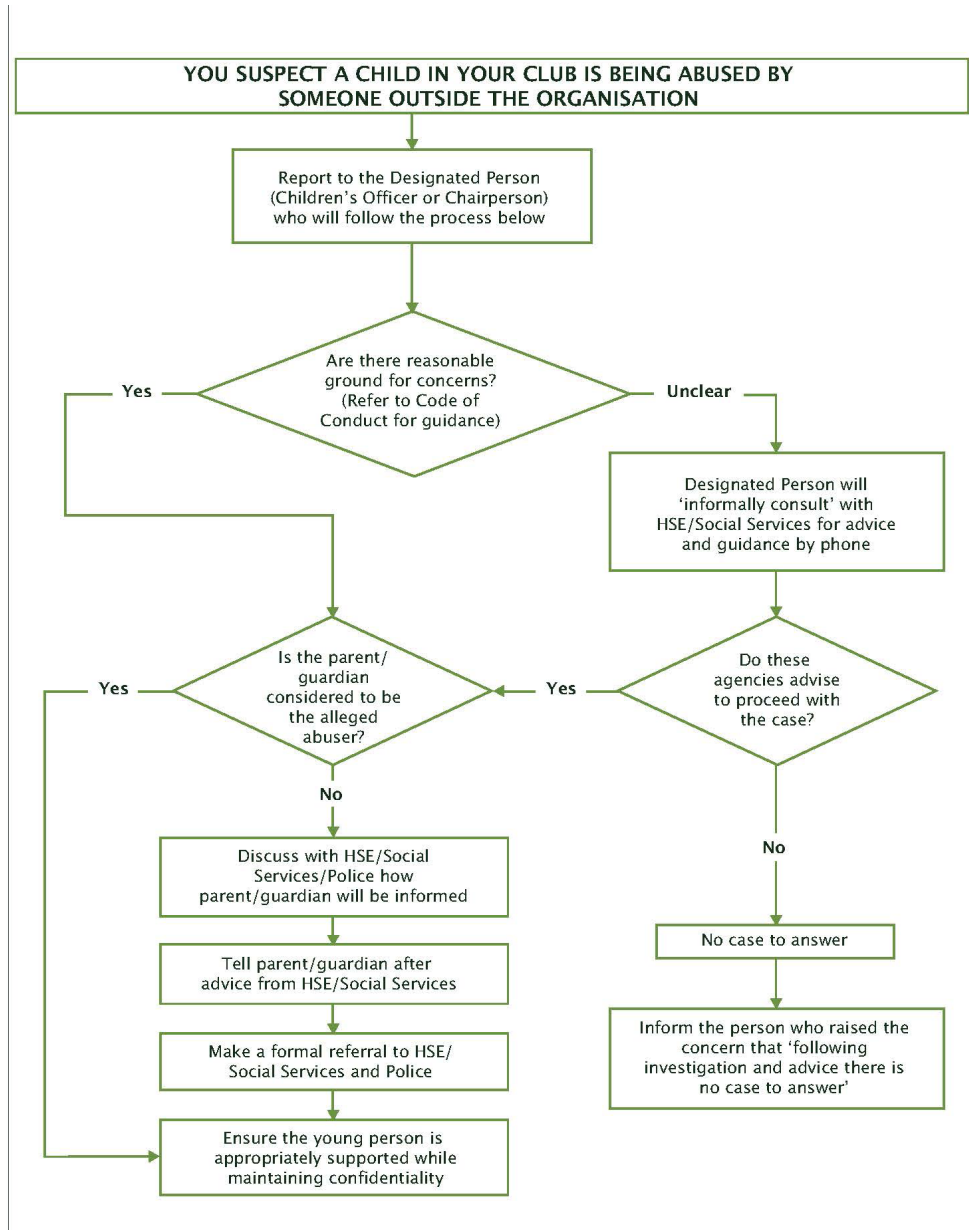 YOU SUSPECT A CHILD IN YOUR CLUB IS BEING ABUSED BY
SOMEONE OUTSIDE THE ORGANISATION
Report to the Designated Person
(Children's Officer or Chairperson)
who will follow the process below
Are there reasonable
ground for concerns?
(Refer to Code of
Conduct for guidance)
Yes
Unclear
Designated Person will
‘informally consult’ with
HSE/Social Services for advice
and guidance by phone
Is the parent/
guardian
considered to be
the alleged
abuser?
Yes
Yes
Do these
agencies advise
to proceed with
the case?
No
Discuss with HSE/Social
Services/Police how
parent/guardian will be informed
Tell parent/guardian after
advice from HSE/Social Services
Make a formal referral to HSE/
Social Services and Police
Ensure the young person is
appropriately supported while
maintaining confidentiality
No
No case to answer
Inform the person who raised the
concern that ‘following
investigation and advice there is
no case to answer’